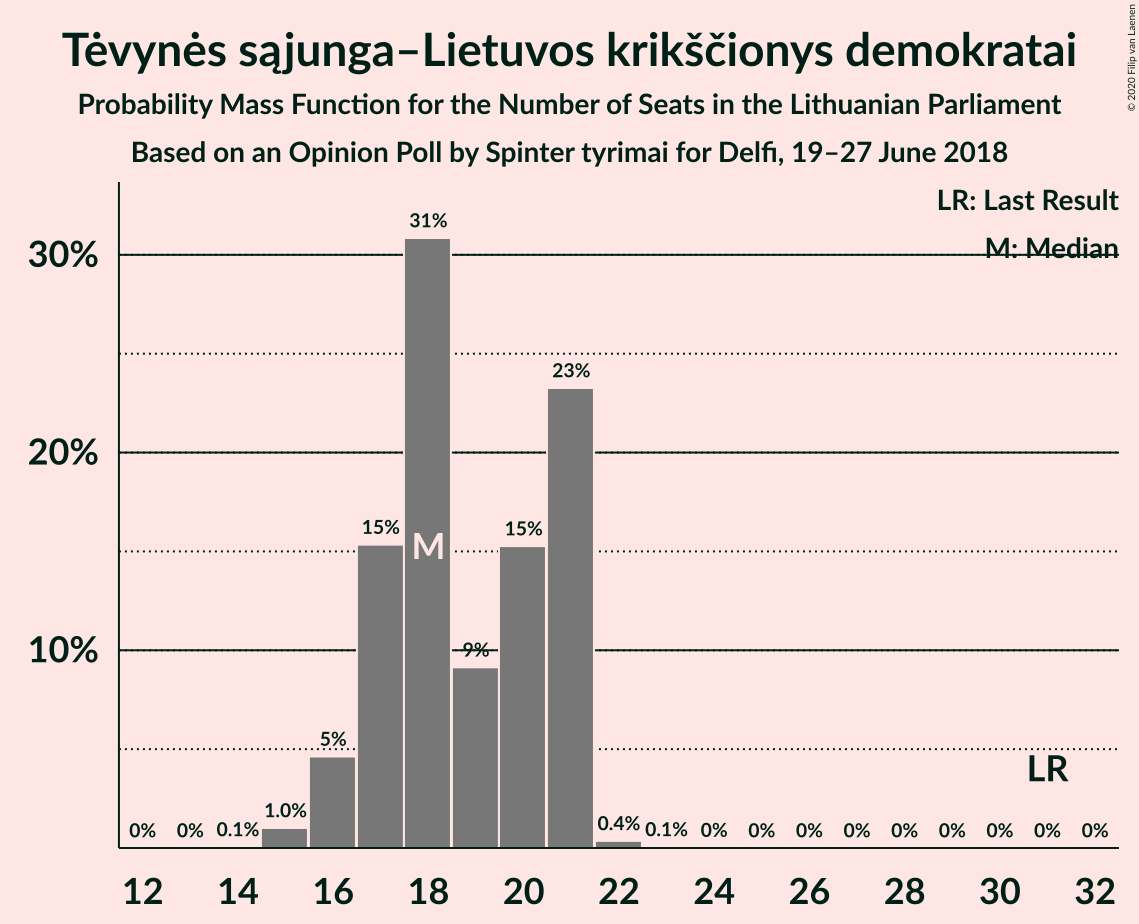 Tėvynės sąjunga–Lietuvos krikščionys demokratai
Probability Mass Function for the Number of Seats in the Lithuanian Parliament
Based on an Opinion Poll by Spinter tyrimai for Delfi, 19–27 June 2018
© 2020 Filip van Laenen
LR: Last Result
M: Median
30%
20%
10%
0% 0% 0.1% 1.0% 5% 15% 31% 9% 15% 23% 0.4% 0.1% 0% 0% 0% 0% 0% 0% 0% 0% 0%
M
LR
12 14 16 18 20 22 24 26 28 30 32